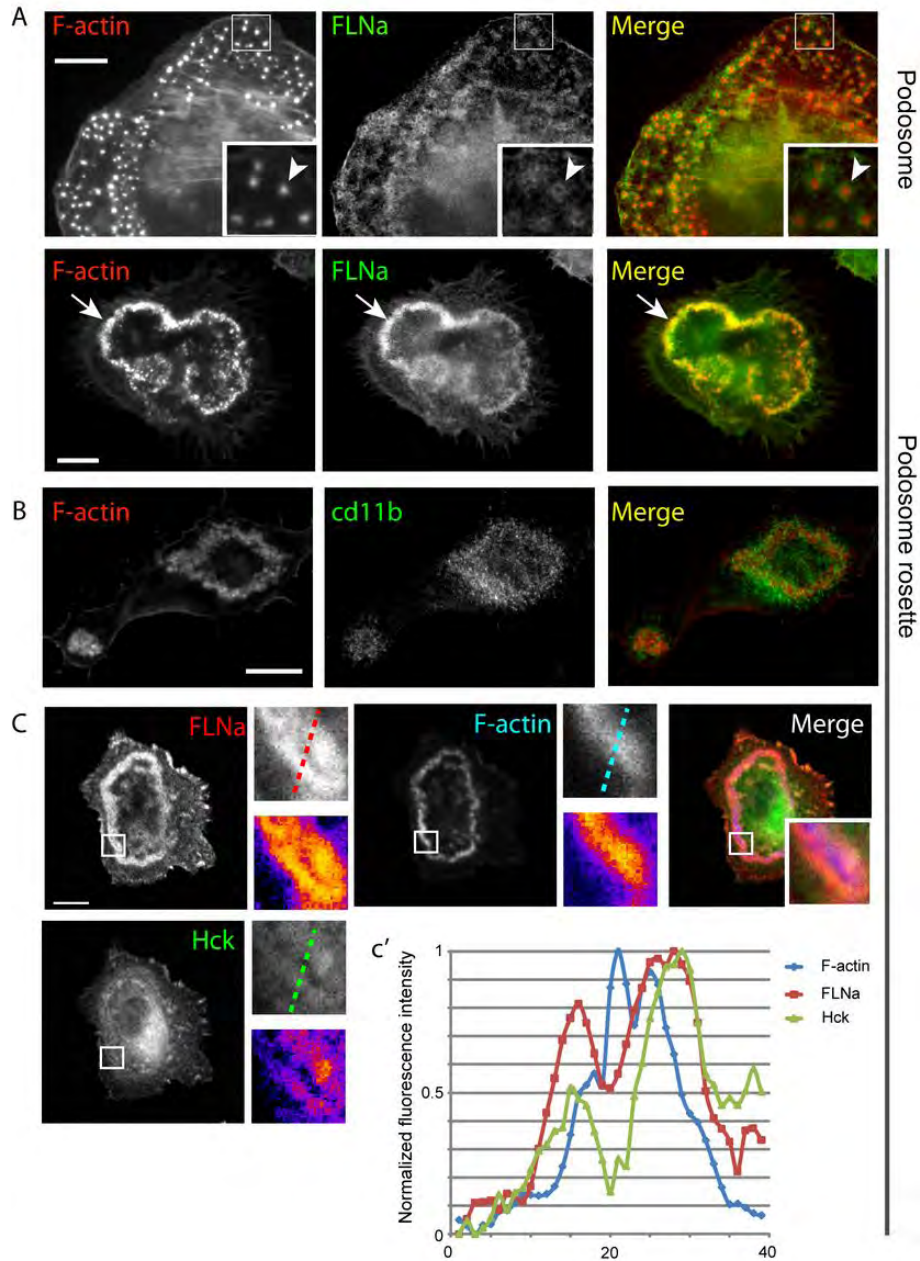 A
F-actin
FLNa
Merge
Podosome
F-actin
FLNa
Merge
Podosome rosette
B
F-actin
cd11b
Merge
C
FLNa
F-actin
Merge
Hck
c'
Normalized fluorescence intensity
1
0.5
0
0
20
40
F-actin
FLNa
Hck